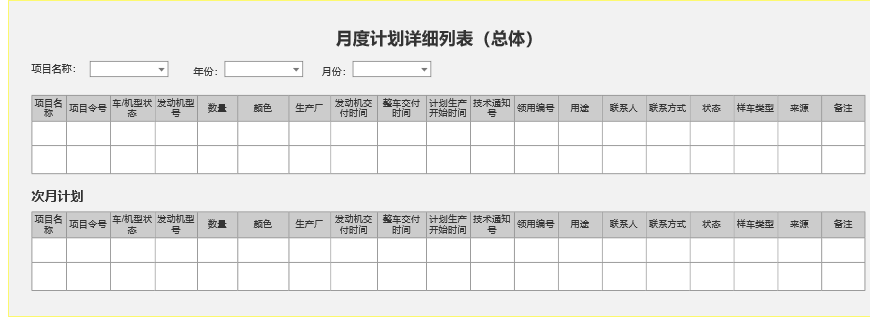 月度计划详细列表（总体）
项目名称： 年份： 月份：
项目名称 项目令号 车/机型状态 发动机型号 数量 颜色 生产厂 发动机交付时间 整车交付时间 计划生产开始时间 技术通知号 领用编号 用途 联系人 联系方式 状态 样车类型 来源 备注
次月计划
项目名称 项目令号 车/机型状态 发动机型号 数量 颜色 生产厂 发动机交付时间 整车交付时间 计划生产开始时间 技术通知号 领用编号 用途 联系人 联系方式 状态 样车类型 来源 备注